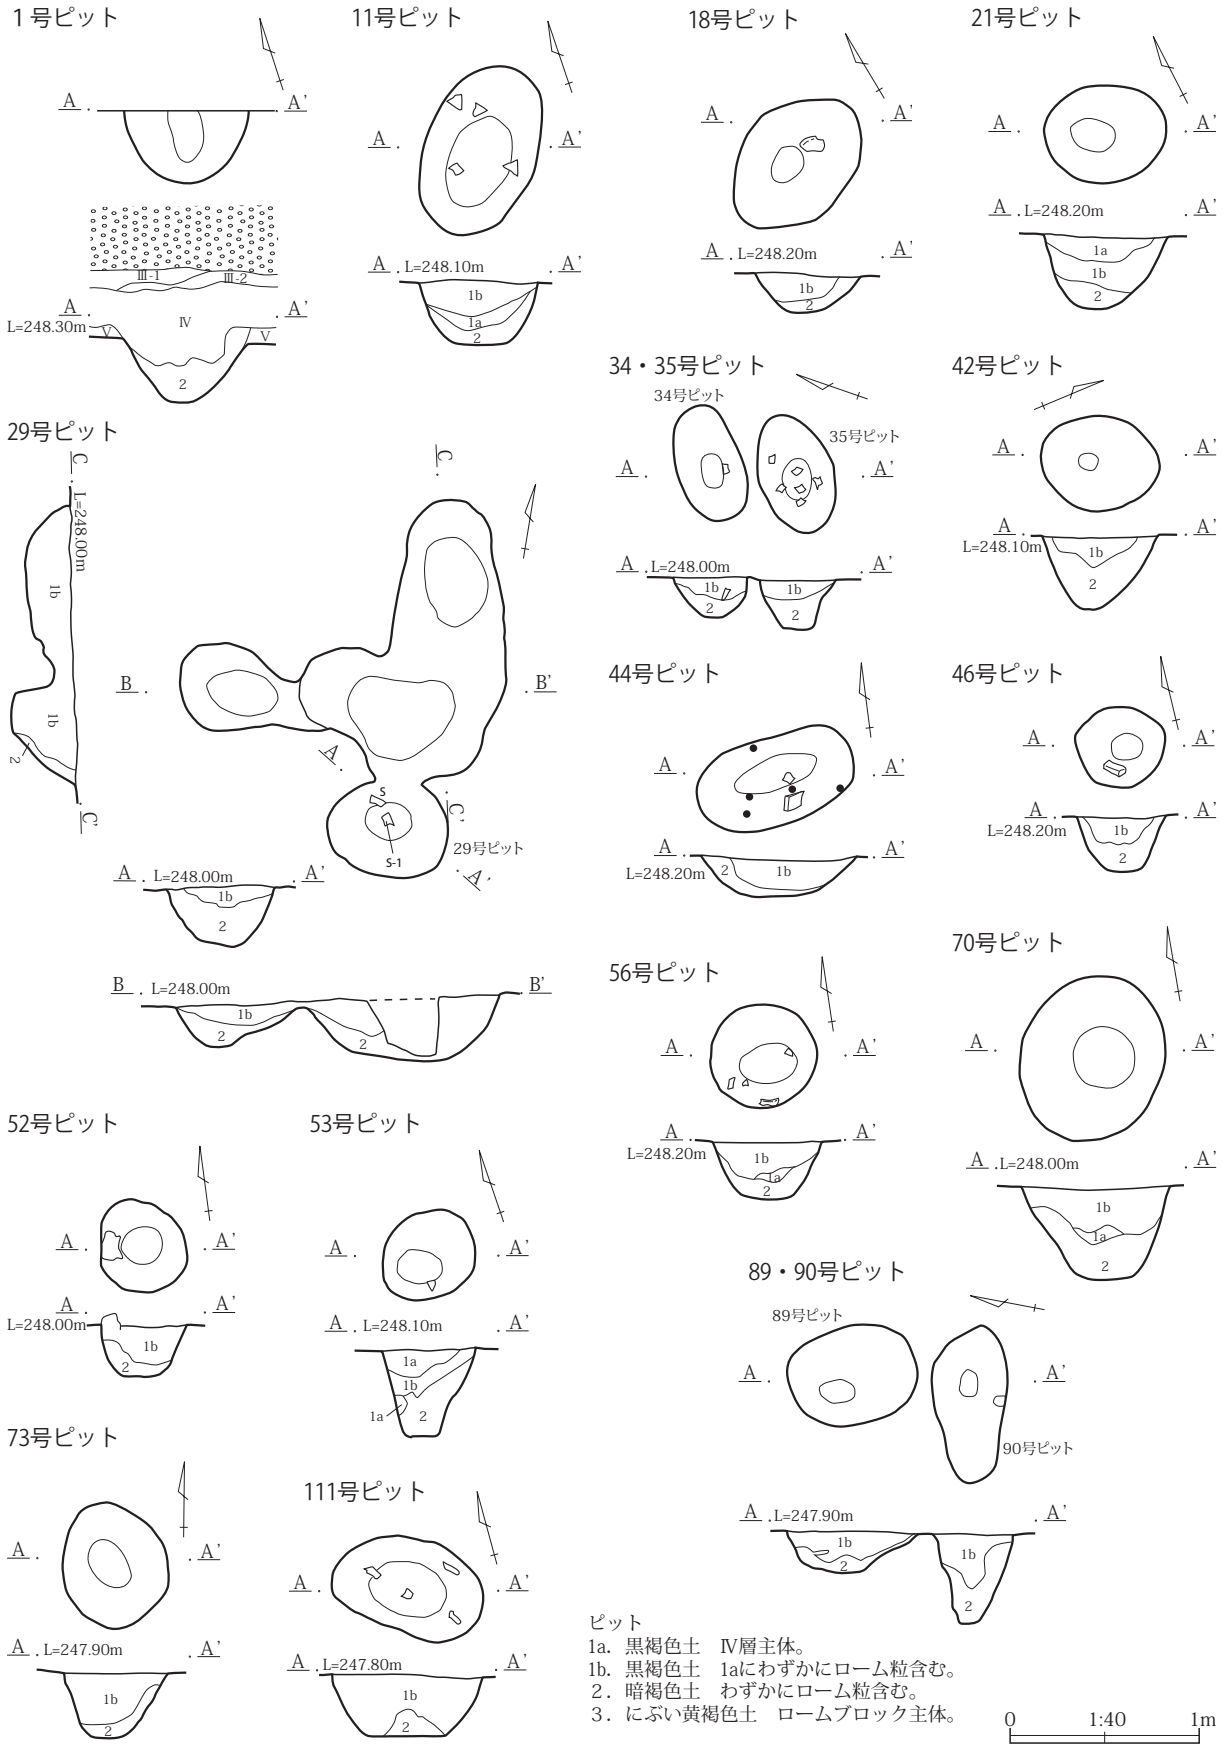 1号ピット
A . . A'
Ⅲ-1 Ⅲ-2
A . . A'
L=248.30m
Ⅳ
Ⅴ Ⅴ
2
11号ピット
A . . A'
A . L=248.10m . A'
1b
1a
2
18号ピット
A . . A'
A . L=248.20m . A'
1b
2
21号ピット
A . . A'
A . L=248.20m . A'
1a
1b
2
29号ピット
C . L=248.00m
1b
1b
2
. C'
C .
B . . B'
A .
S
S-1
. C'
29号ピット
. A'
A . L=248.00m . A'
1b
2
B . L=248.00m . B'
1b
2 2
34・35号ピット
34号ピット
35号ピット
A . . A'
A . L=248.00m . A'
1b 1b
2 2
42号ピット
A . . A'
A . . A'
L=248.10m
1b
2
44号ピット
A . . A'
A . . A'
L=248.20m
2 1b
46号ピット
A . . A'
A . . A'
L=248.20m
1b
2
52号ピット
A . . A'
A . . A'
L=248.00m
1b
2
53号ピット
A . . A'
A . L=248.10m . A'
1a
1b
1a 2
56号ピット
A . . A'
A . . A'
L=248.20m
1b
1a
2
70号ピット
A . . A'
A . L=248.00m . A'
1b
1a
2
73号ピット
A . . A'
A . L=247.90m . A'
1b
2
111号ピット
A . . A'
A . L=247.80m . A'
1b
2
89・90号ピット
89号ピット
A . . A'
90号ピット
A . L=247.90m . A'
1b 1b
2 2
ピット
1a. 黒褐色土 Ⅳ層主体。
1b. 黒褐色土 1aにわずかにローム粒含む。
2. 暗褐色土 わずかにローム粒含む。
3. にぶい黄褐色土 ロームブロック主体。
0 1:40 1m